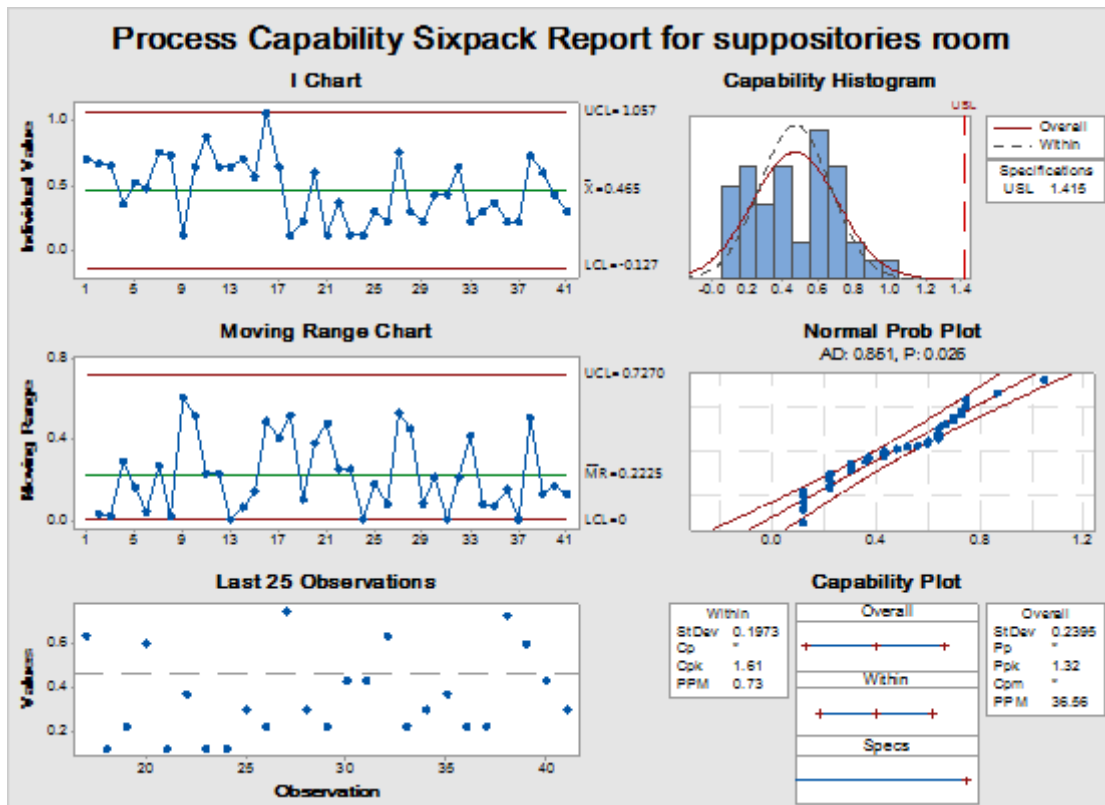 Process Capability Sixpack Report for suppositories room
I Chart
Individual Value
1.0
0.5
0.0
UCL=1.057
X̄=0.465
LCL=-0.127
1 5 9 13 17 21 25 29 33 37 41
Capability Histogram
USL
-0.0 0.2 0.4 0.6 0.8 1.0 1.2 1.4
Overall
Within
Specifications
USL 1.415
Moving Range Chart
Moving Range
0.8
0.4
0.0
UCL=0.7270
M̄R̄=0.2225
LCL=0
1 5 9 13 17 21 25 29 33 37 41
Normal Prob Plot
AD: 0.851, P: 0.026
0.0 0.4 0.8 1.2
Last 25 Observations
Values
0.6
0.4
0.2
20 25 30 35 40
Observation
Capability Plot
Within
StDev 0.1973
Cp *
Cpk 1.61
PPM 0.73
Overall
Within
Specs
Overall
StDev 0.2395
Pp *
Ppk 1.32
Cpm *
PPM 36.56